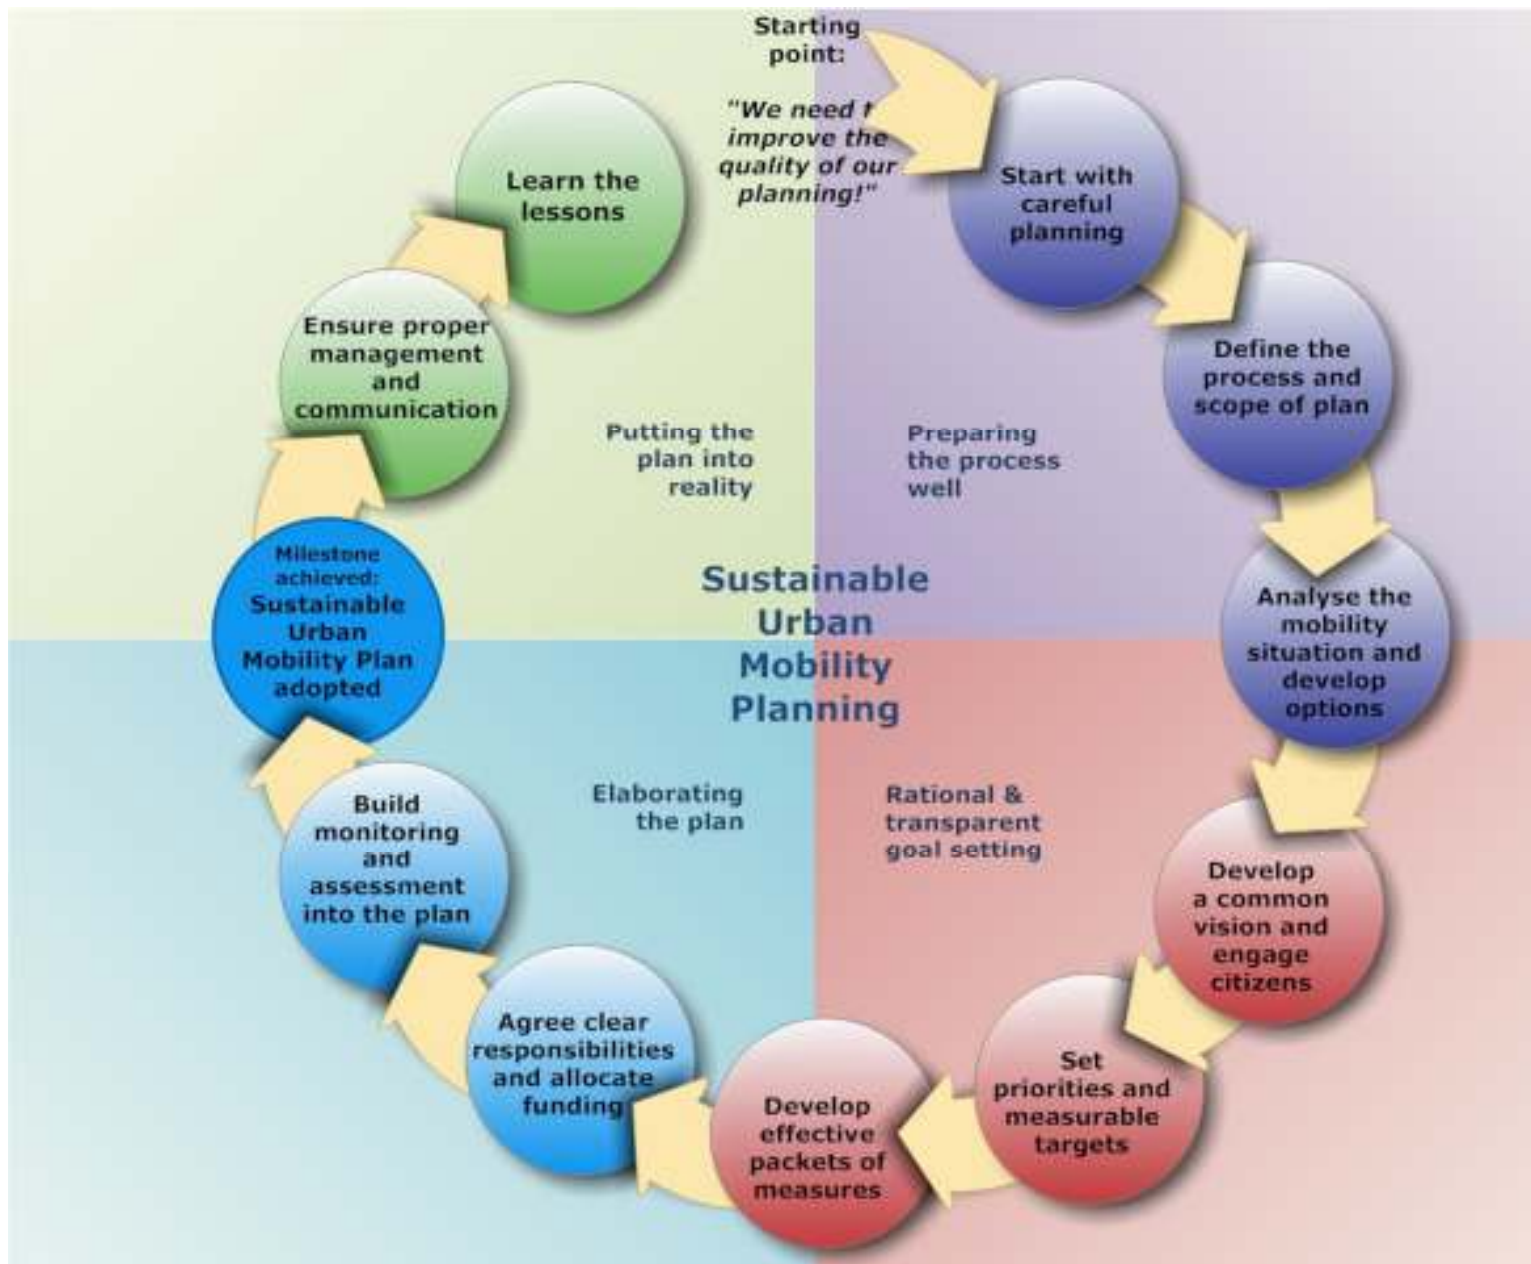 Starting
point:
"We need t
improve the
quality of our
planning!"
Start with
careful
planning
Define the
process and
scope of plan
Analyse the
mobility
situation and
develop
options
Develop
a common
vision and
engage
citizens
Set
priorities and
measurable
targets
Develop
effective
packets of
measures
Agree clear
responsibilities
and allocate
funding
Build
monitoring
and
assessment
into the plan
Milestone
achieved:
Sustainable
Urban
Mobility Plan
adopted
Ensure proper
management
and
communication
Learn the
lessons
Putting the
plan into
reality
Preparing
the process
well
Sustainable
Urban
Mobility
Planning
Elaborating
the plan
Rational &
transparent
goal setting